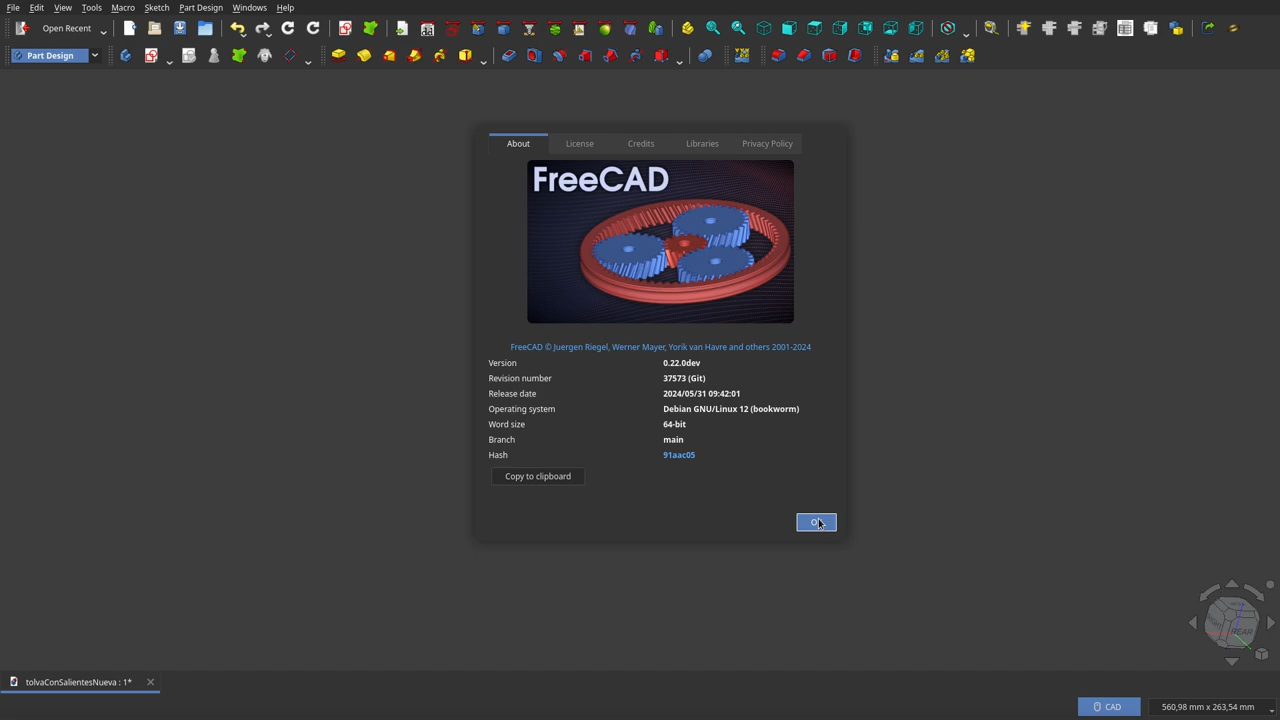 File Edit View Tools Macro Sketch Part Design Windows Help
Open Recent
Part Design
About License Credits Libraries Privacy Policy
FreeCAD
FreeCAD © Juergen Riegel, Werner Mayer, Yorik van Havre and others 2001-2024
Version 0.22.0dev
Revision number 37573 (Git)
Release date 2024/05/31 09:42:01
Operating system Debian GNU/Linux 12 (bookworm)
Word size 64-bit
Branch main
Hash 91aac05
Copy to clipboard
REAR
tolvaConSalientesNueva : 1*
CAD 560,98 mm x 263,54 mm